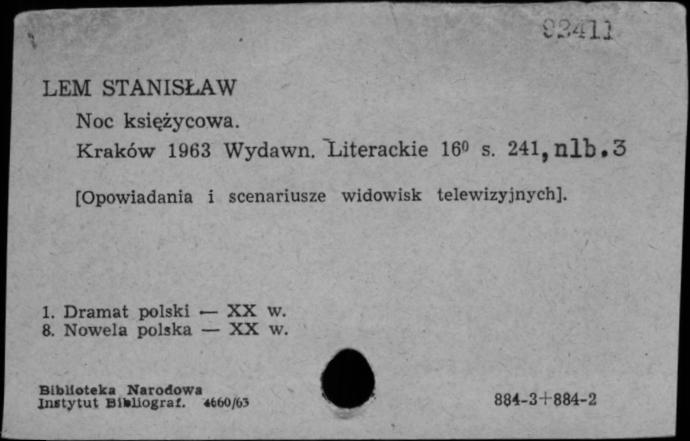 92411
LEM STANISŁAW
Noc księżycowa.
Kraków 1963 Wydawn. Literackie 16⁰ s. 241, nlb. 3
[Opowiadania i scenariusze widowisk telewizyjnych].
1. Dramat polski — XX w.
8. Nowela polska — XX w.
Biblioteka Narodowa
Instytut Bibliograf. 4660/63
884-3+884-2